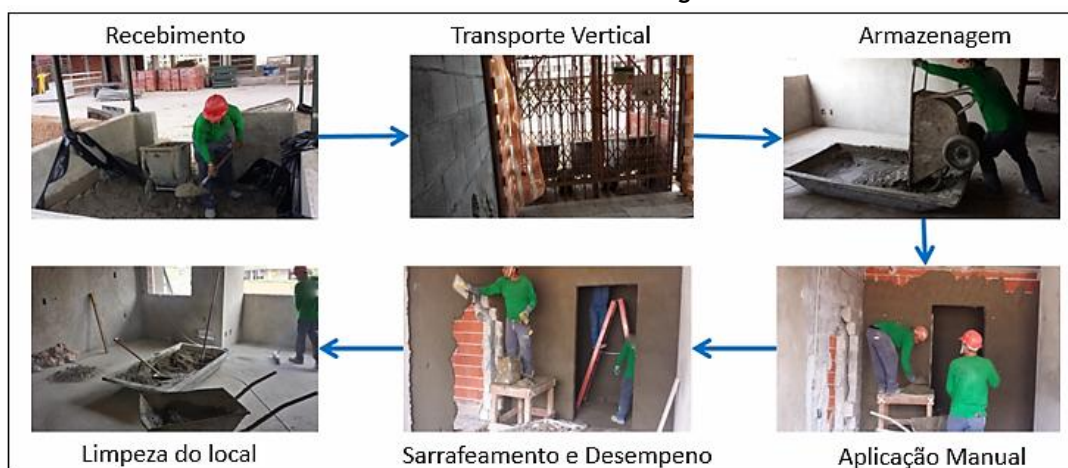 Recebimento
Transporte Vertical
Armazenagem
Limpeza do local
Sarrafeamento e Desempeno
Aplicação Manual